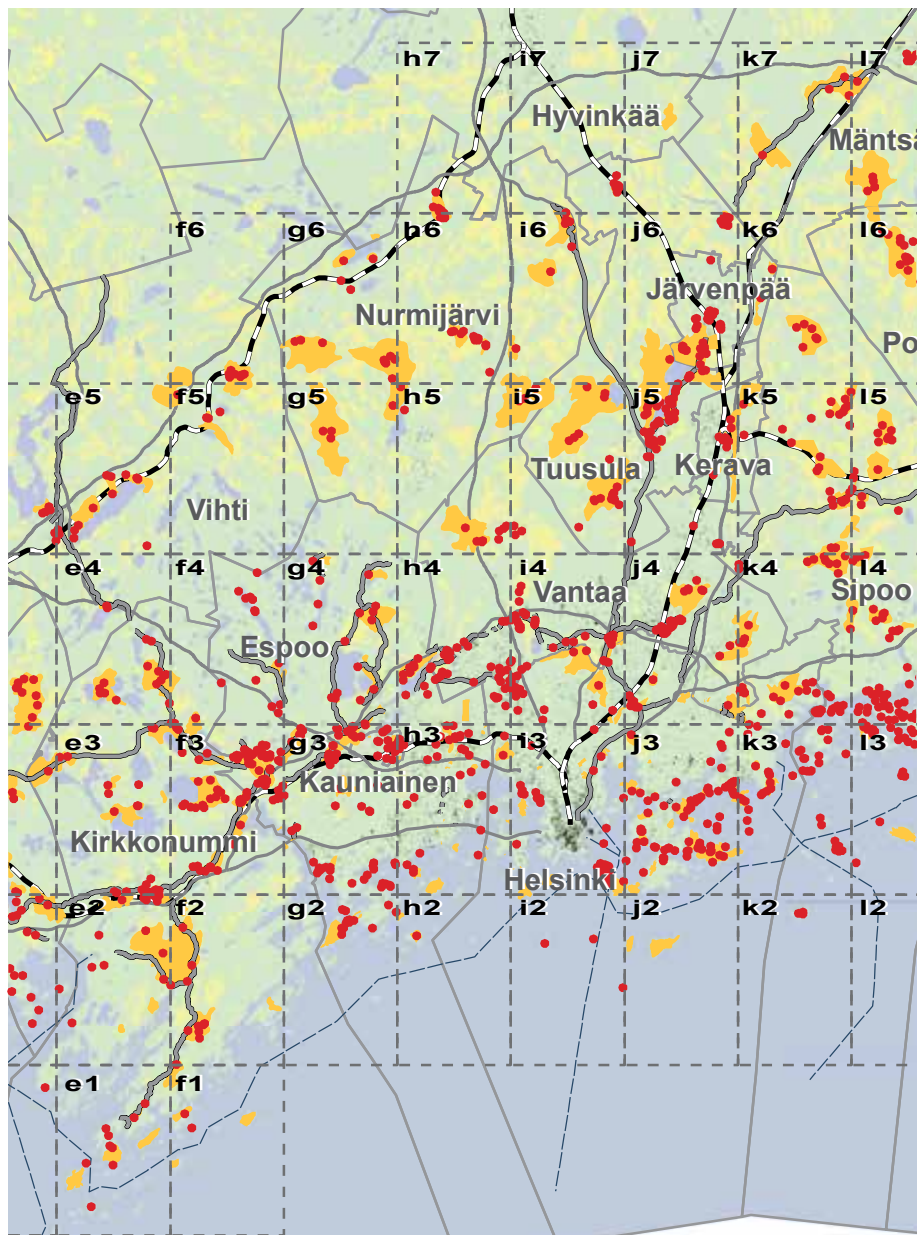 h7 i7 j7 k7 l7
Hyvinkää
Mäntsä
f6 g6 h6 i6 j6 k6 l6
Järvenpää
Nurmijärvi
Po
e5 f5 g5 h5 i5 j5 k5 l5
Tuusula Kerava
Vihti
e4 f4 g4 h4 i4 j4 k4 l4
Vantaa Sipoo
Espoo
e3 f3 g3 h3 i3 j3 k3 l3
Kauniainen
Kirkkonummi
Helsinki
e2 f2 g2 h2 i2 j2 k2 l2
e1 f1